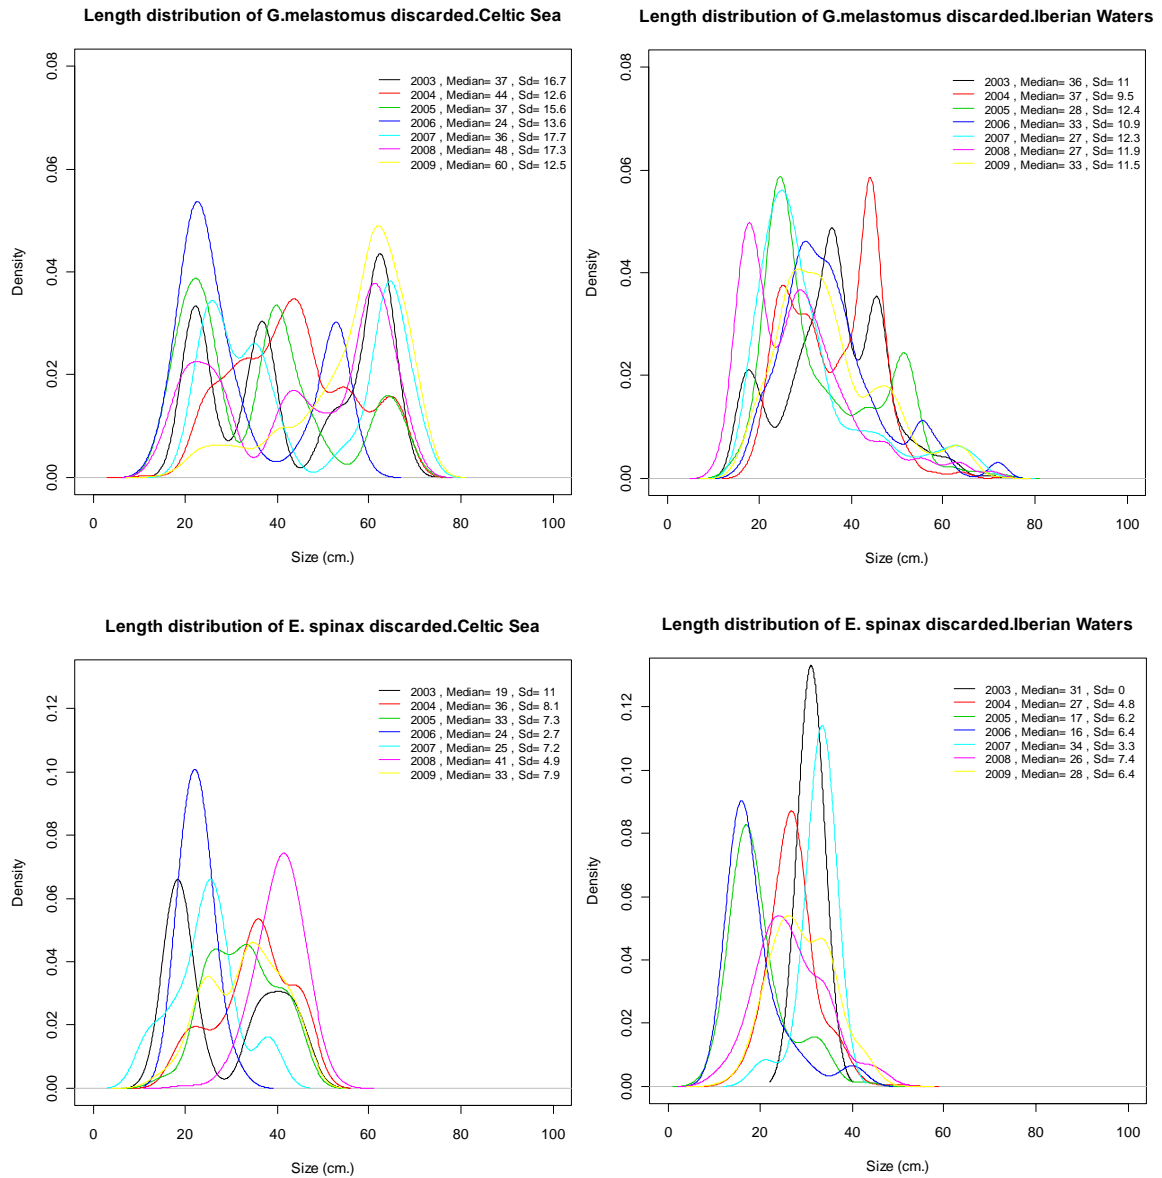 Length distribution of G.melastomus discarded.Celtic Sea
0.08
0.06
0.04
0.02
0.00
Density
2003 , Median= 37 , Sd= 16.7
2004 , Median= 44 , Sd= 12.6
2005 , Median= 37 , Sd= 15.6
2006 , Median= 24 , Sd= 13.6
2007 , Median= 36 , Sd= 17.7
2008 , Median= 48 , Sd= 17.3
2009 , Median= 60 , Sd= 12.5
0 20 40 60 80 100
Size (cm.)
Length distribution of G.melastomus discarded.Iberian Waters
0.08
0.06
0.04
0.02
0.00
Density
2003 , Median= 36 , Sd= 11
2004 , Median= 37 , Sd= 9.5
2005 , Median= 28 , Sd= 12.4
2006 , Median= 33 , Sd= 10.9
2007 , Median= 27 , Sd= 12.3
2008 , Median= 27 , Sd= 11.9
2009 , Median= 33 , Sd= 11.5
0 20 40 60 80 100
Size (cm.)
Length distribution of E. spinax discarded.Celtic Sea
0.12
0.10
0.08
0.06
0.04
0.02
0.00
Density
2003 , Median= 19 , Sd= 11
2004 , Median= 36 , Sd= 8.1
2005 , Median= 33 , Sd= 7.3
2006 , Median= 24 , Sd= 2.7
2007 , Median= 25 , Sd= 7.2
2008 , Median= 41 , Sd= 4.9
2009 , Median= 33 , Sd= 7.9
0 20 40 60 80 100
Size (cm.)
Length distribution of E. spinax discarded.Iberian Waters
0.12
0.10
0.08
0.06
0.04
0.02
0.00
Density
2003 , Median= 31 , Sd= 0
2004 , Median= 27 , Sd= 4.8
2005 , Median= 17 , Sd= 6.2
2006 , Median= 16 , Sd= 6.4
2007 , Median= 34 , Sd= 3.3
2008 , Median= 26 , Sd= 7.4
2009 , Median= 28 , Sd= 6.4
0 20 40 60 80 100
Size (cm.)